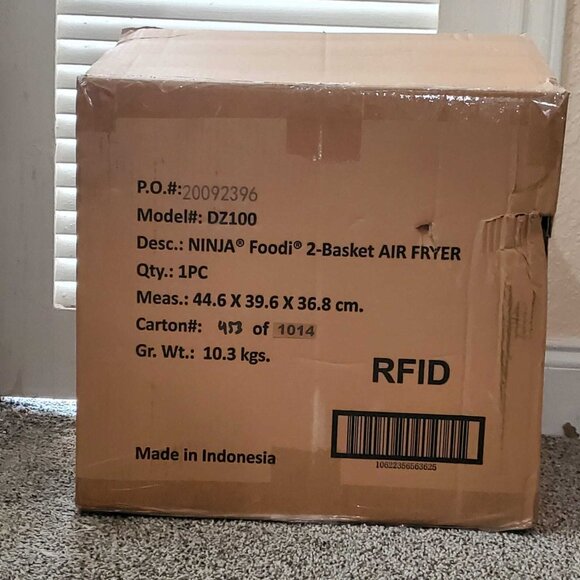 P.O.#:20092396
Model#: DZ100
Desc.: NINJA® Foodi® 2-Basket AIR FRYER
Qty.: 1PC
Meas.: 44.6 X 39.6 X 36.8 cm.
Carton#: 453 of 1014
Gr. Wt.: 10.3 kgs.
RFID
10622356563625
Made in Indonesia